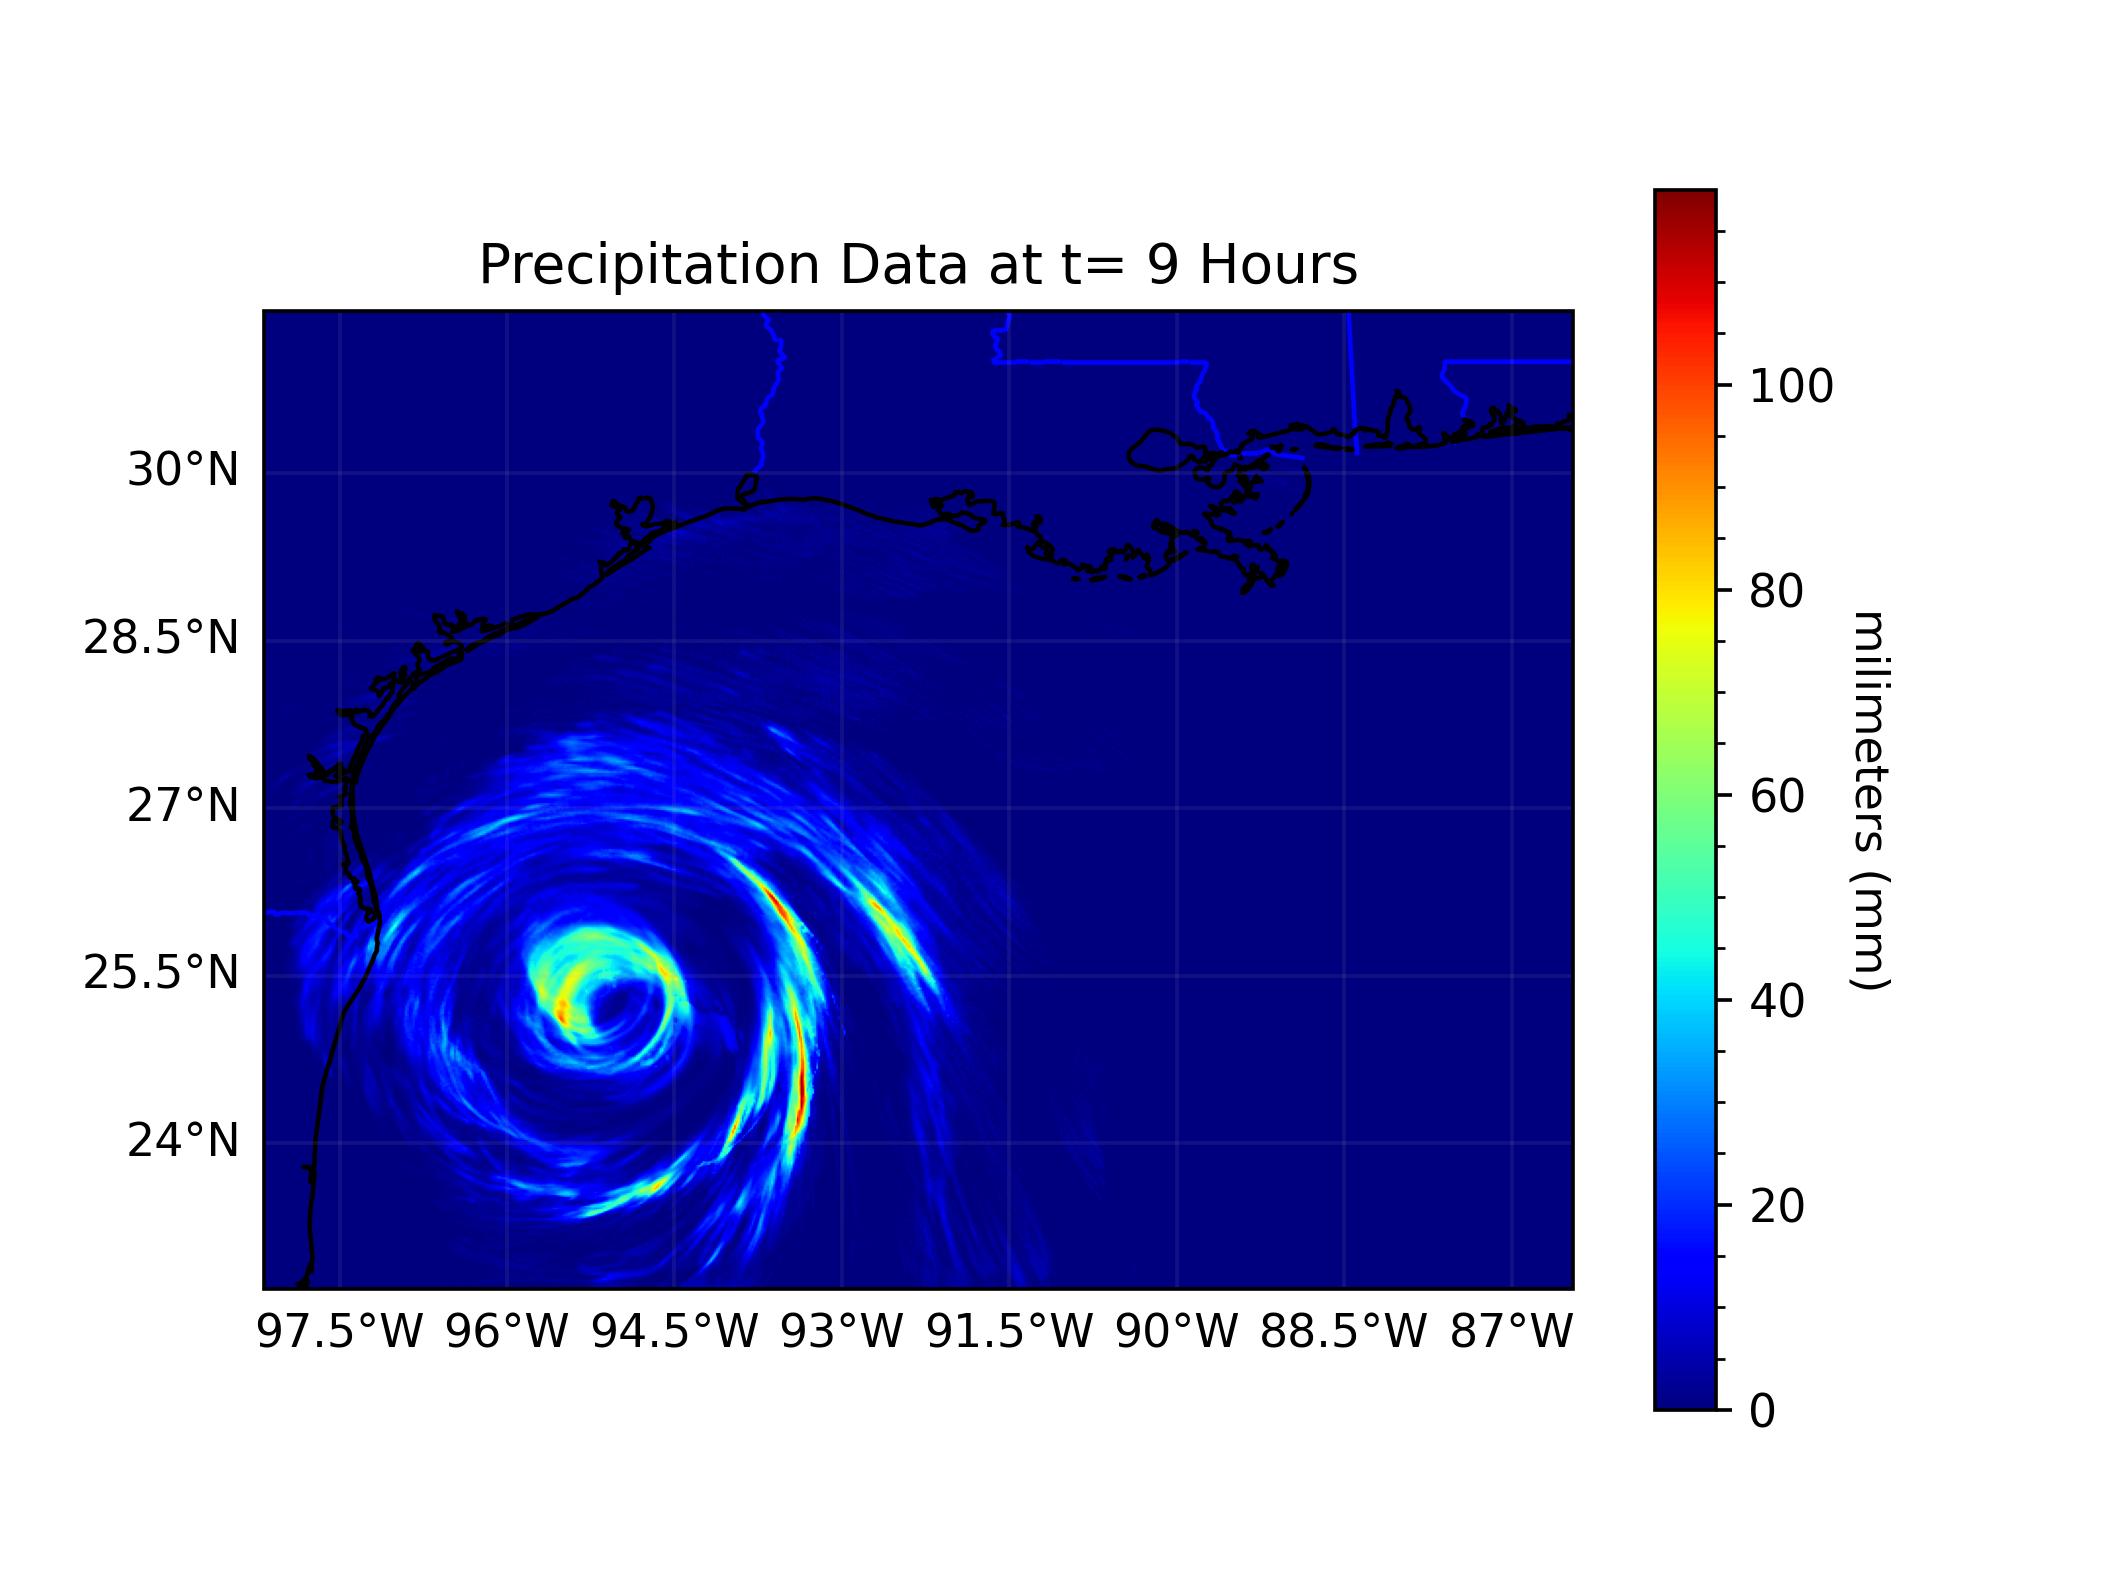 Precipitation Data at t= 9 Hours
30°N
28.5°N
27°N
25.5°N
24°N
97.5°W 96°W 94.5°W 93°W 91.5°W 90°W 88.5°W 87°W
100
80
60
40
20
0
milimeters (mm)